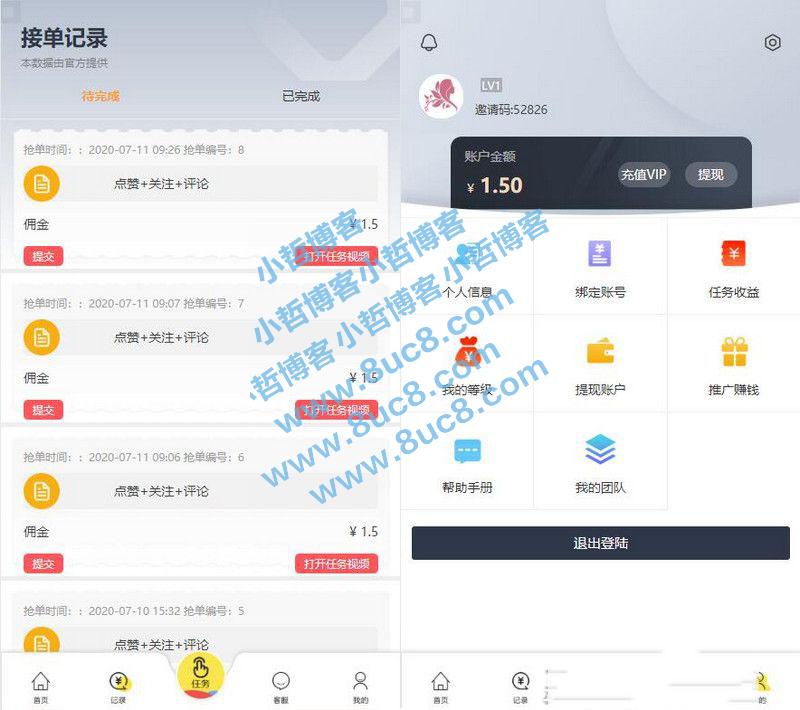 接单记录
本数据由官方提供
待完成
已完成
抢单时间：: 2020-07-11 09:26 抢单编号：8
点赞+关注+评论
佣金
¥ 1.5
提交
打开任务视频
抢单时间：: 2020-07-11 09:07 抢单编号：7
点赞+关注+评论
佣金
¥ 1.5
提交
打开任务视频
抢单时间：: 2020-07-11 09:06 抢单编号：6
点赞+关注+评论
佣金
¥ 1.5
提交
打开任务视频
抢单时间：: 2020-07-10 15:32 抢单编号：5
点赞+关注+评论
首页
记录
任务
客服
我的
LV1
邀请码:52826
账户金额
¥ 1.50
充值VIP
提现
个人信息
绑定账号
任务收益
我的等级
提现账户
推广赚钱
帮助手册
我的团队
退出登陆
首页
记录
的
小哲博客小哲博客
小哲博客小哲博客
哲博客 小哲博客
www.8uc8.com
www.8uc8.com